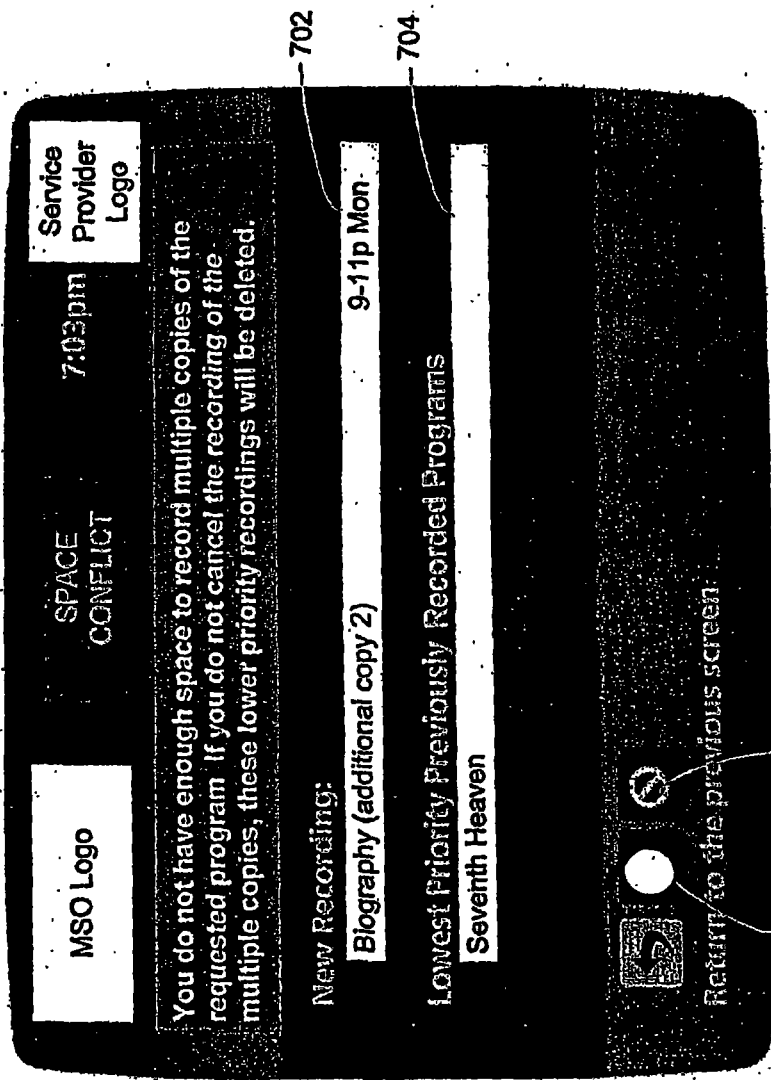 MSO Logo
SPACE
CONFLICT
7:03pm
Service
Provider
Logo
You do not have enough space to record multiple copies of the
requested program. If you do not cancel the recording of the
multiple copies, these lower priority recordings will be deleted.
New Recording:
Biography (additional copy 2) 9-11p Mon
702
Lowest Priority Previously Recorded Programs
Seventh Heaven
704
Return to the previous screen